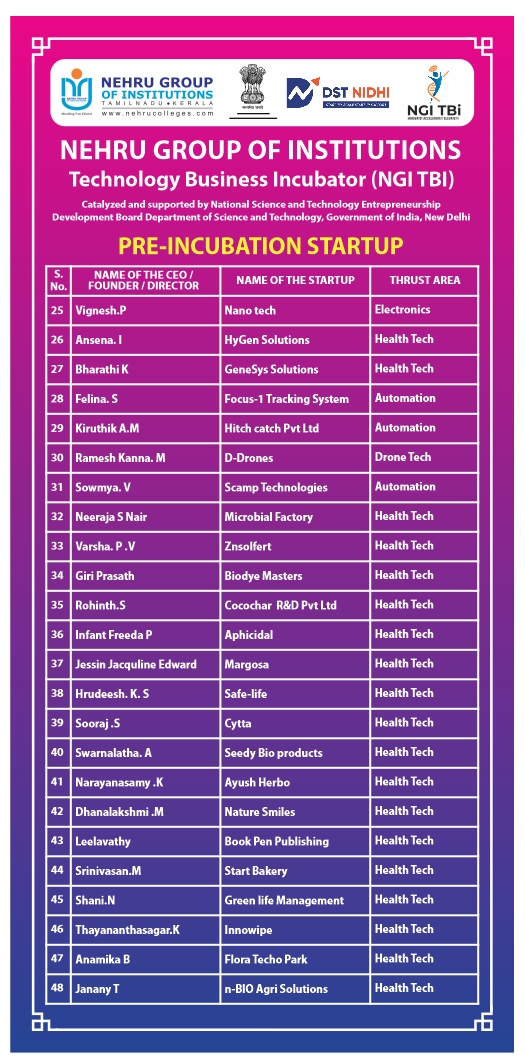 NEHRU GROUP
OF INSTITUTIONS
TAMILNADU • KERALA
www.nehrucolleges.com
DST NIDHI
NGI TBi
NEHRU GROUP OF INSTITUTIONS
Technology Business Incubator (NGI TBI)
Catalyzed and supported by National Science and Technology Entrepreneurship
Development Board Department of Science and Technology, Government of India, New Delhi
PRE-INCUBATION STARTUP
S. No. NAME OF THE CEO / FOUNDER / DIRECTOR NAME OF THE STARTUP THRUST AREA
25 Vignesh.P Nano tech Electronics
26 Ansena. I HyGen Solutions Health Tech
27 Bharathi K GeneSys Solutions Health Tech
28 Felina. S Focus-1 Tracking System Automation
29 Kiruthik A.M Hitch catch Pvt Ltd Automation
30 Ramesh Kanna. M D-Drones Drone Tech
31 Sowmya. V Scamp Technologies Automation
32 Neeraja S Nair Microbial Factory Health Tech
33 Varsha. P .V Znsolfert Health Tech
34 Giri Prasath Biodye Masters Health Tech
35 Rohinth.S Cocochar R&D Pvt Ltd Health Tech
36 Infant Freeda P Aphicidal Health Tech
37 Jessin Jacquline Edward Margosa Health Tech
38 Hrudeesh. K. S Safe-life Health Tech
39 Sooraj .S Cytta Health Tech
40 Swarnalatha. A Seedy Bio products Health Tech
41 Narayanasamy .K Ayush Herbo Health Tech
42 Dhanalakshmi .M Nature Smiles Health Tech
43 Leelavathy Book Pen Publishing Health Tech
44 Srinivasan.M Start Bakery Health Tech
45 Shani.N Green life Management Health Tech
46 Thayananthasagar.K Innowipe Health Tech
47 Anamika B Flora Techo Park Health Tech
48 Janany T n-BIO Agri Solutions Health Tech